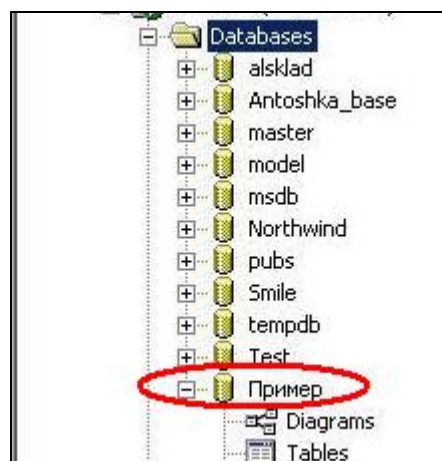 Databases
alsklad
Antoshka_base
master
model
msdb
Northwind
pubs
Smile
tempdb
Test
Пример
Diagrams
Tables